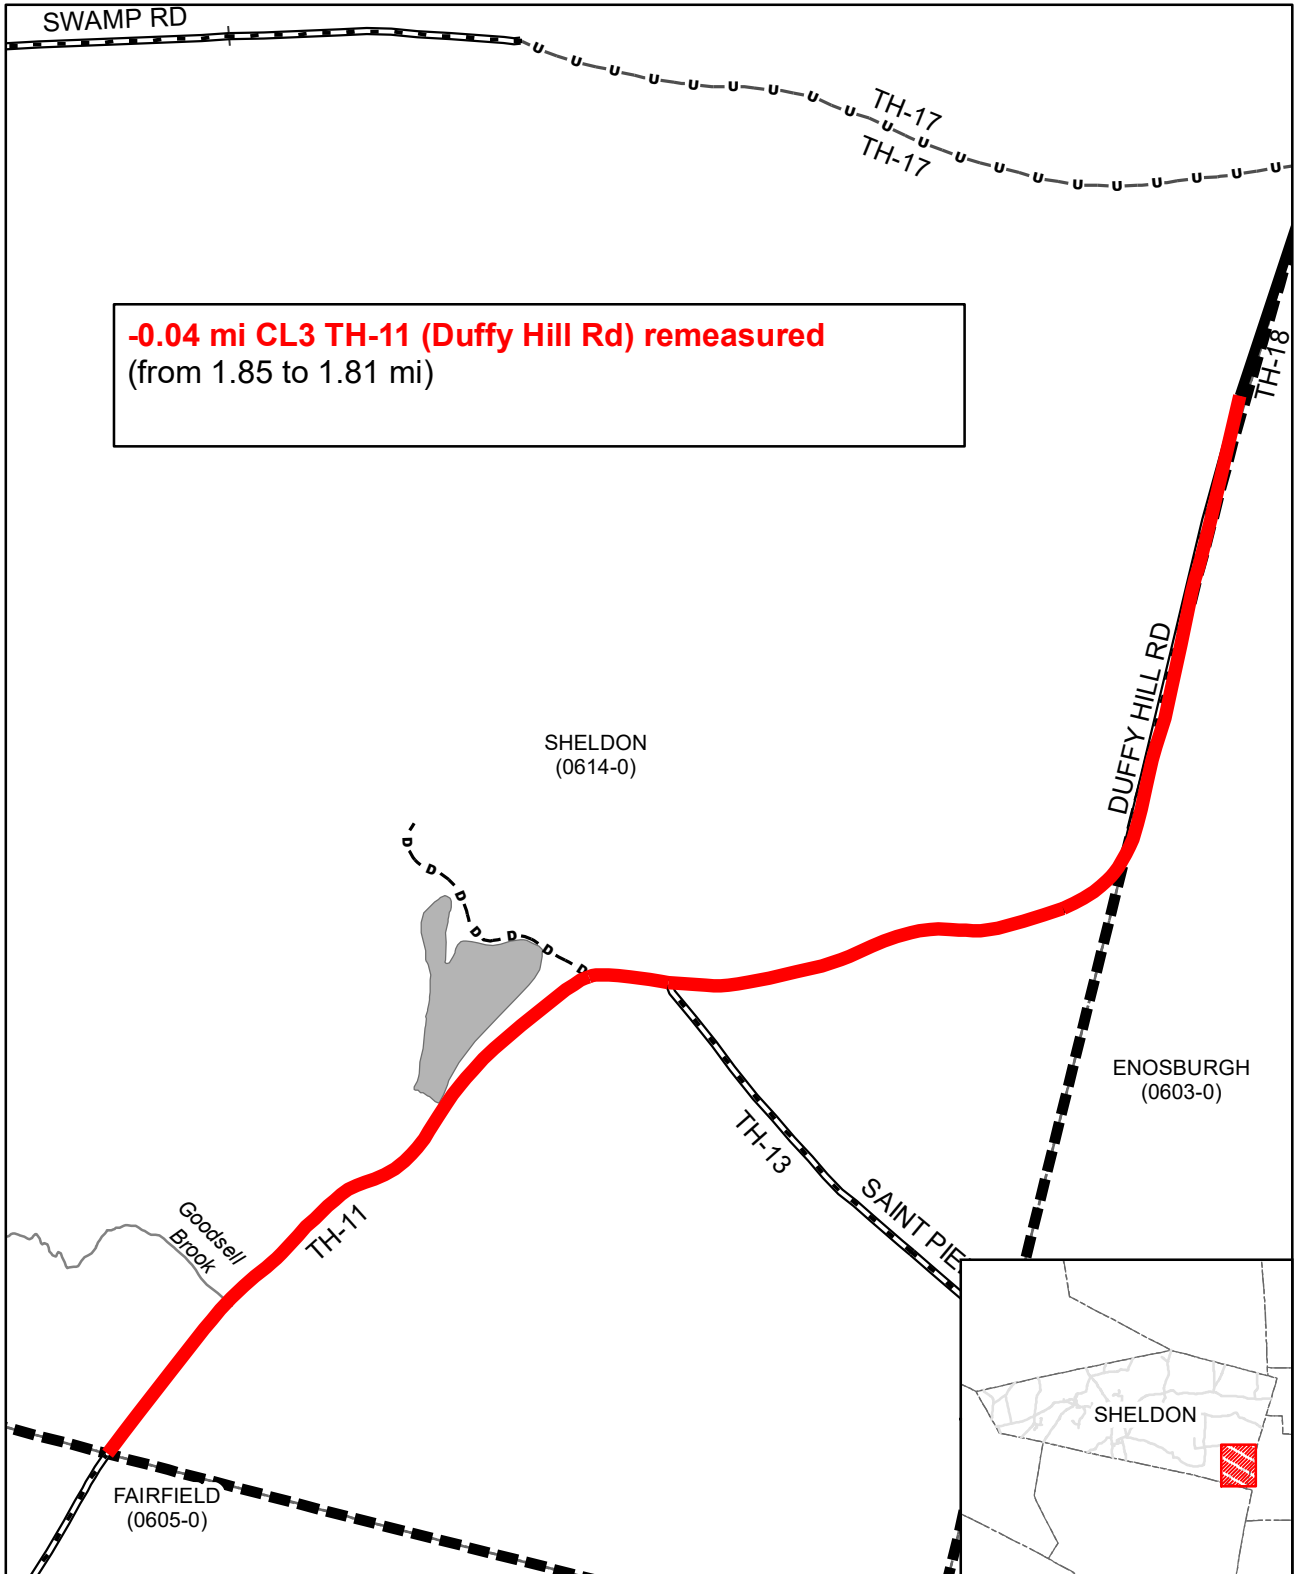 SWAMP RD
TH-17
TH-17
-0.04 mi CL3 TH-11 (Duffy Hill Rd) remeasured
(from 1.85 to 1.81 mi)
TH-18
DUFFY HILL RD
SHELDON
(0614-0)
ENOSBURGH
(0603-0)
TH-13
SAINT PIE
Goodsell
Brook
TH-11
SHELDON
FAIRFIELD
(0605-0)
U U U U U U U U U U U U U U U U U U U U
D D D D D D D